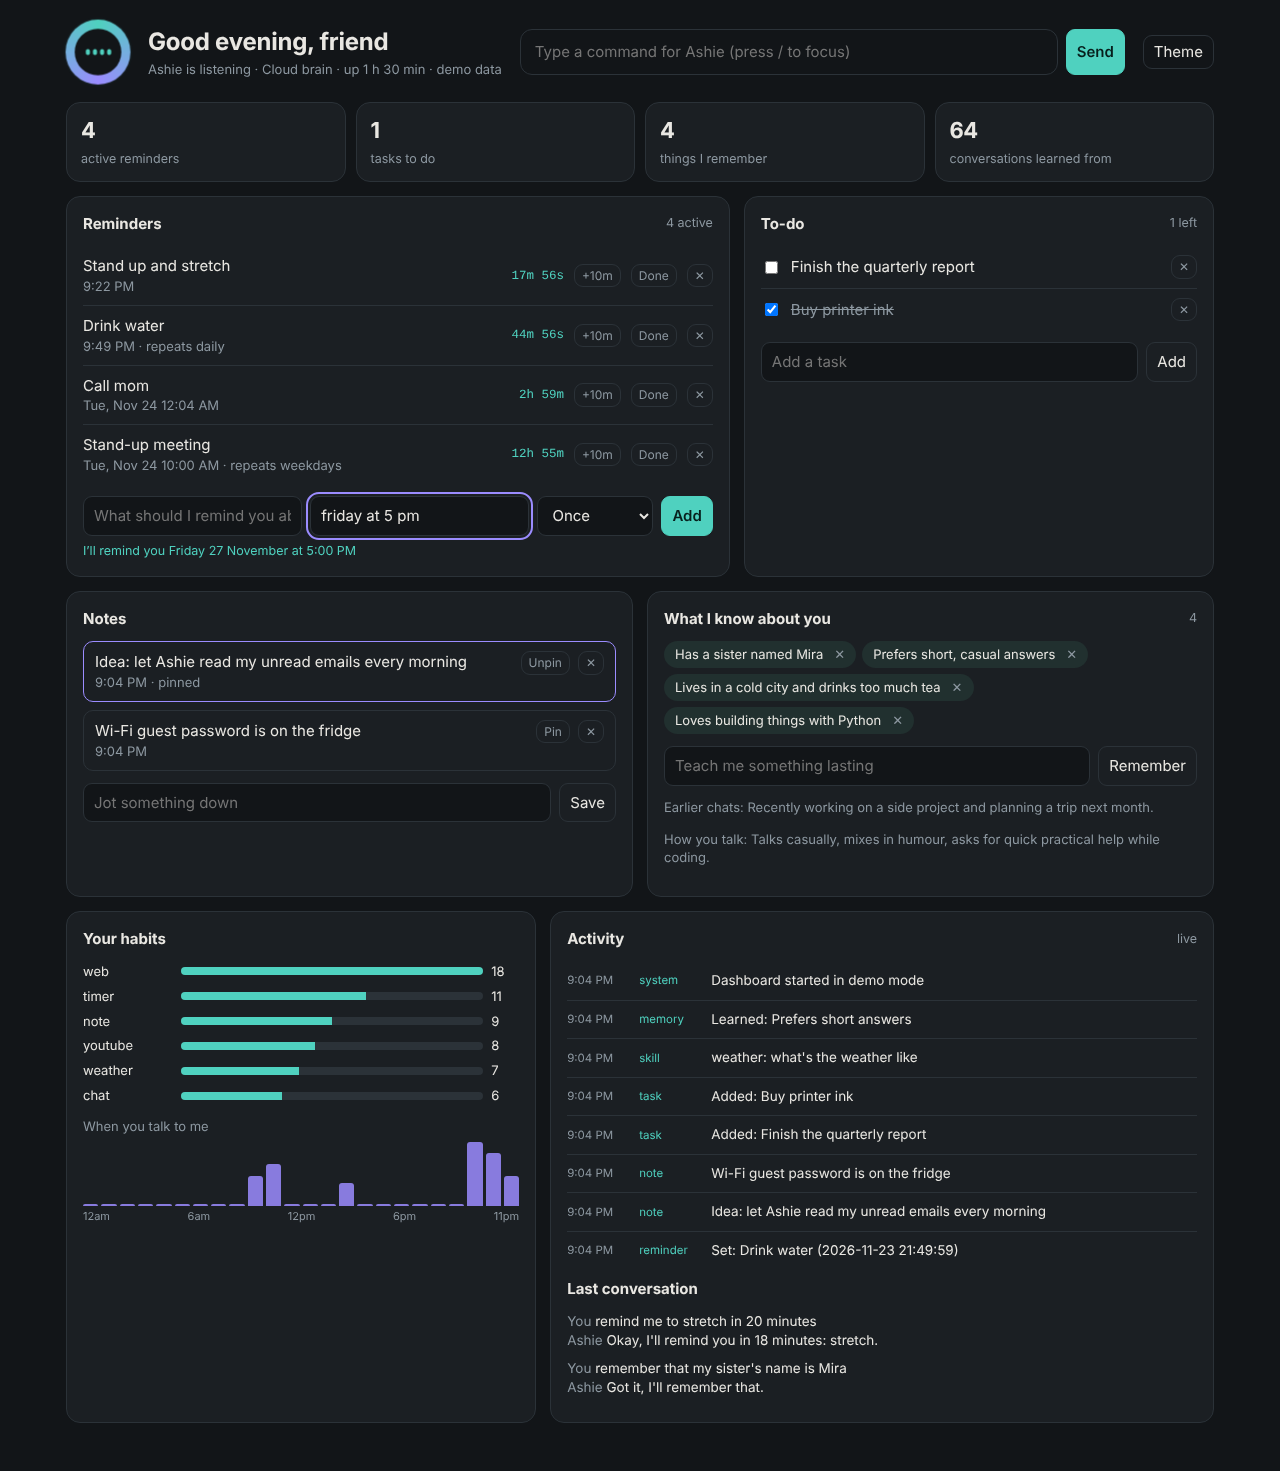 Good evening, friend
Ashie is listening · Cloud brain · up 1 h 30 min · demo data
Type a command for Ashie (press / to focus)
Send
Theme
4
active reminders
1
tasks to do
4
things I remember
64
conversations learned from
Reminders
4 active
Stand up and stretch
9:22 PM
17m 56s
+10m
Done
×
Drink water
9:49 PM · repeats daily
44m 56s
+10m
Done
×
Call mom
Tue, Nov 24 12:04 AM
2h 59m
+10m
Done
×
Stand-up meeting
Tue, Nov 24 10:00 AM · repeats weekdays
12h 55m
+10m
Done
×
What should I remind you ab
friday at 5 pm
Once
Add
I'll remind you Friday 27 November at 5:00 PM
To-do
1 left
Finish the quarterly report
×
Buy printer ink
×
Add a task
Add
Notes
Idea: let Ashie read my unread emails every morning
9:04 PM · pinned
Unpin
×
Wi-Fi guest password is on the fridge
9:04 PM
Pin
×
Jot something down
Save
What I know about you
4
Has a sister named Mira ×
Prefers short, casual answers ×
Lives in a cold city and drinks too much tea ×
Loves building things with Python ×
Teach me something lasting
Remember
Earlier chats: Recently working on a side project and planning a trip next month.
How you talk: Talks casually, mixes in humour, asks for quick practical help while
coding.
Your habits
web 18
timer 11
note 9
youtube 8
weather 7
chat 6
When you talk to me
12am 6am 12pm 6pm 11pm
Activity
live
9:04 PM system Dashboard started in demo mode
9:04 PM memory Learned: Prefers short answers
9:04 PM skill weather: what's the weather like
9:04 PM task Added: Buy printer ink
9:04 PM task Added: Finish the quarterly report
9:04 PM note Wi-Fi guest password is on the fridge
9:04 PM note Idea: let Ashie read my unread emails every morning
9:04 PM reminder Set: Drink water (2026-11-23 21:49:59)
Last conversation
You remind me to stretch in 20 minutes
Ashie Okay, I'll remind you in 18 minutes: stretch.
You remember that my sister's name is Mira
Ashie Got it, I'll remember that.